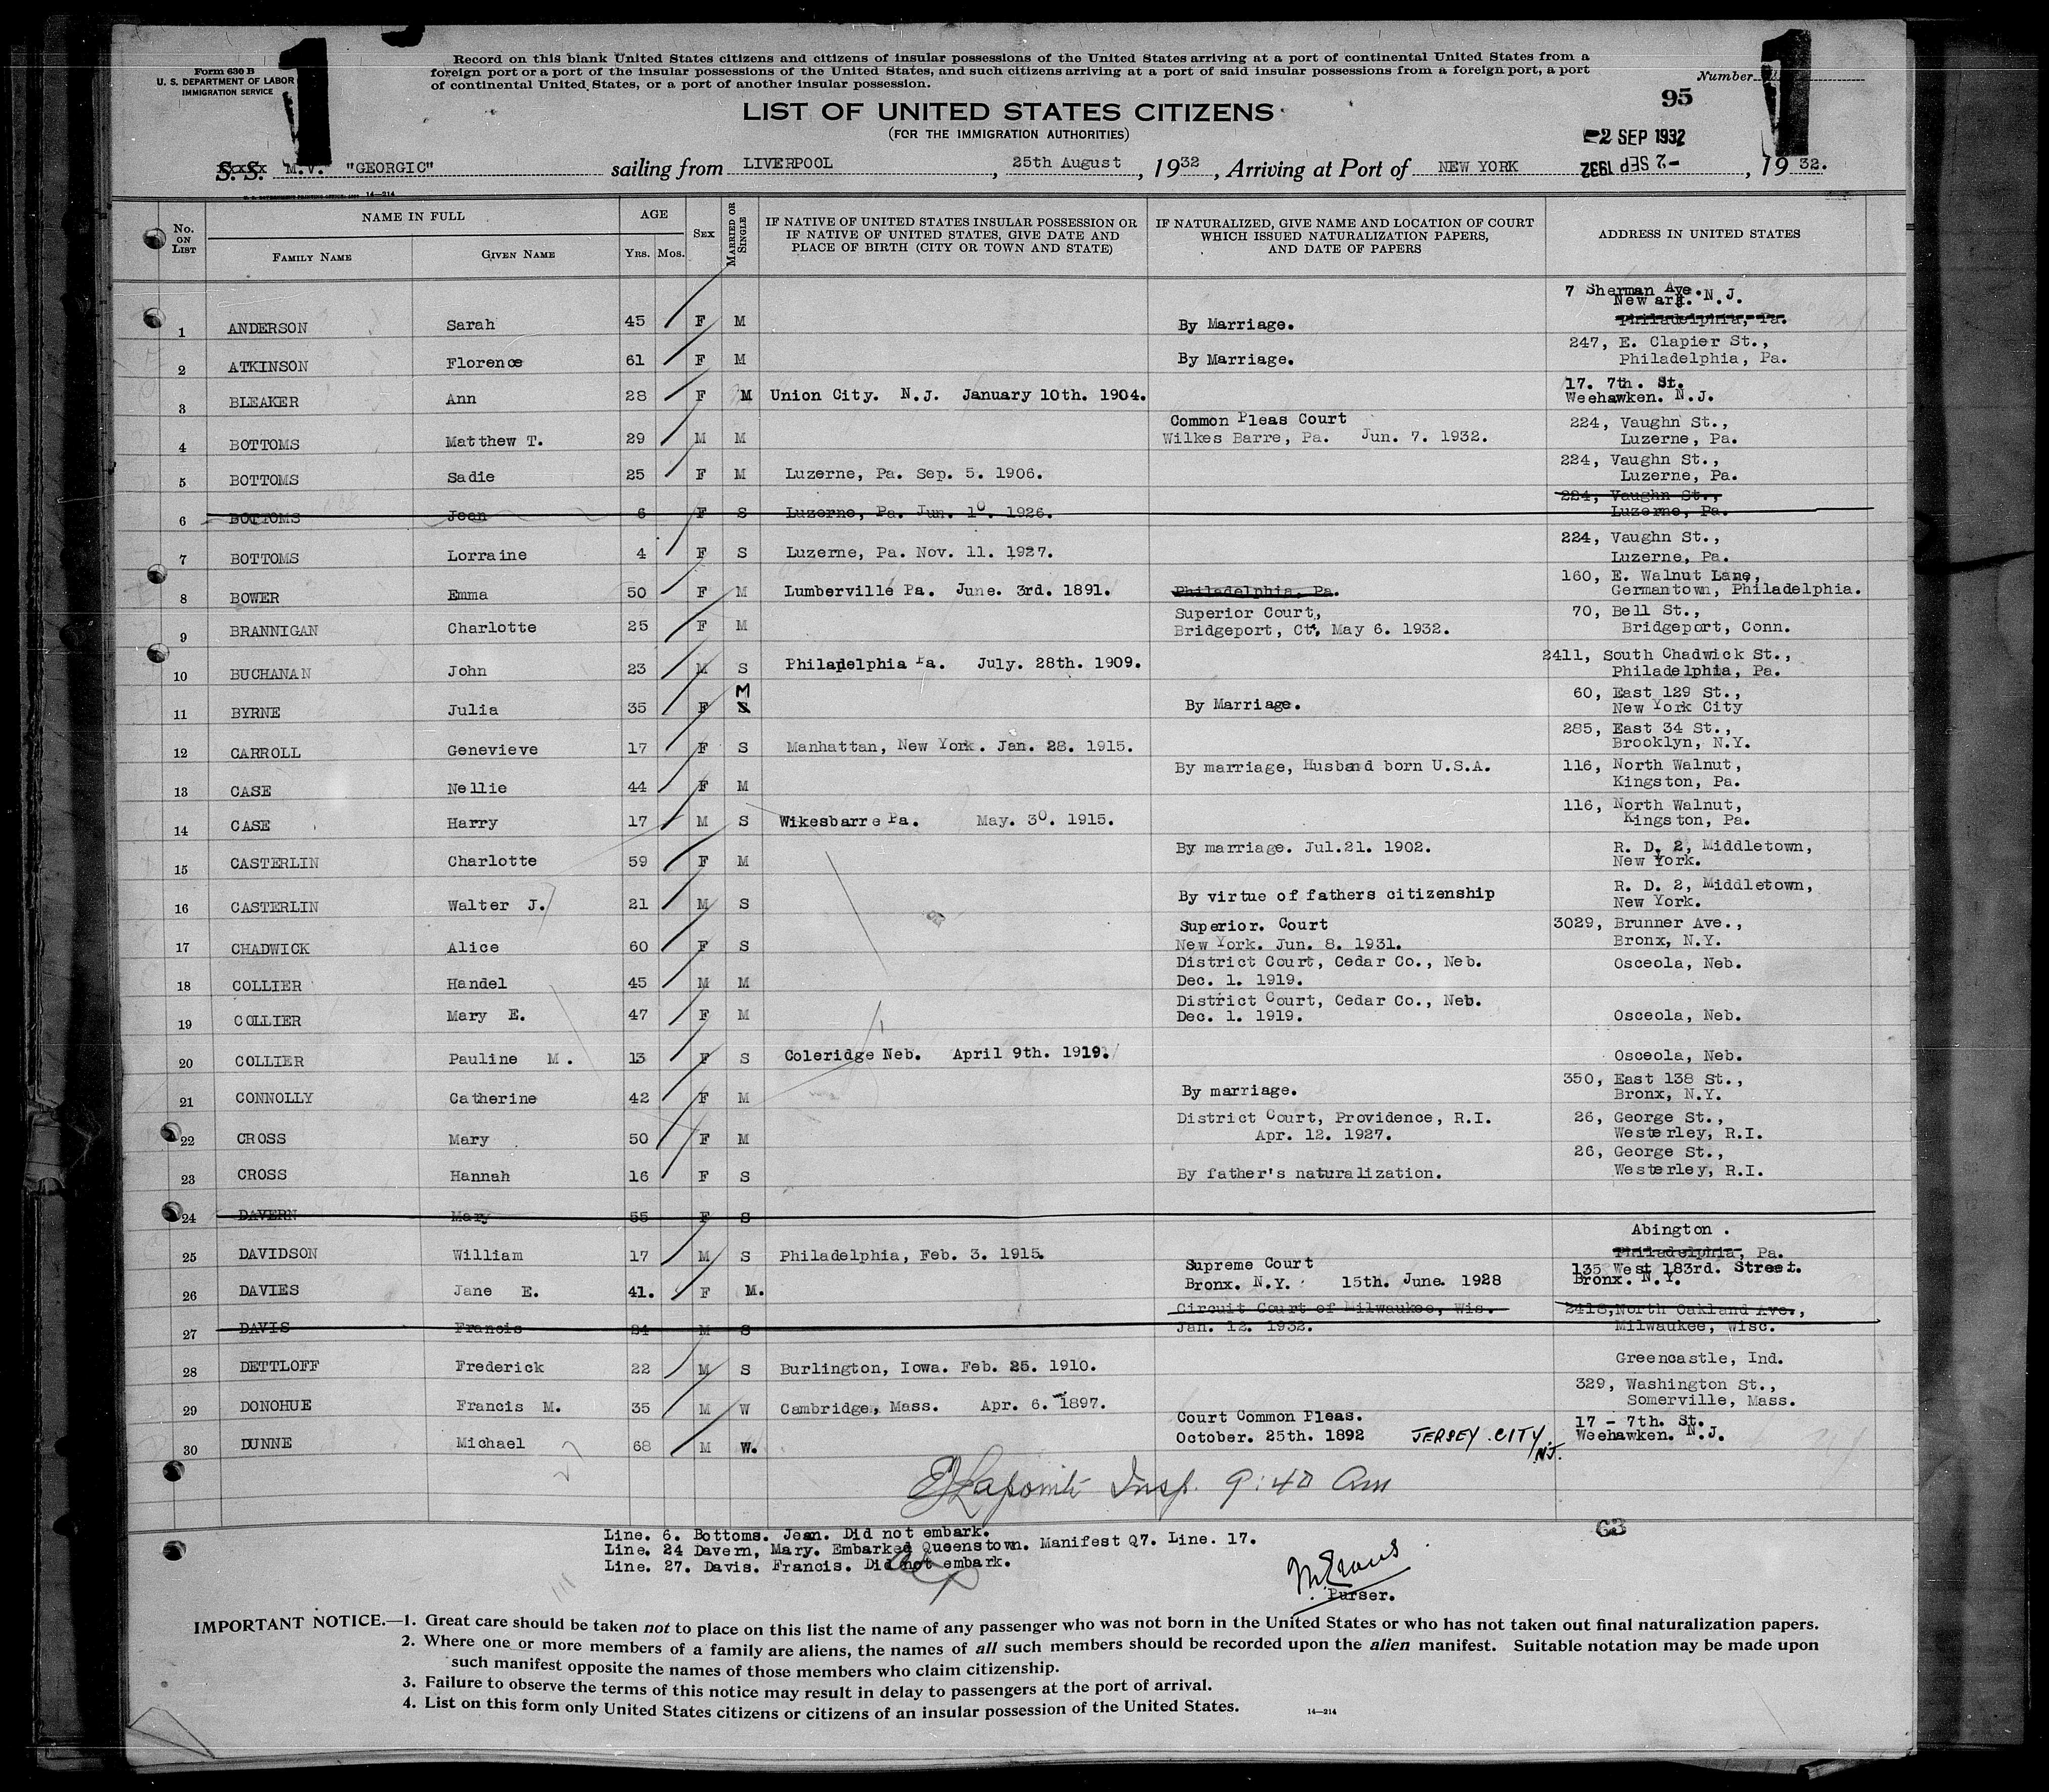 Form 630 B
U. S. DEPARTMENT OF LABOR
IMMIGRATION SERVICE
1
Record on this blank United States citizens and citizens of insular possessions of the United States arriving at a port of continental United States from a
foreign port or a port of the insular possessions of the United States, and such citizens arriving at a port of said insular possessions from a foreign port, a port
of continental United States, or a port of another insular possession.
Number
1
95
LIST OF UNITED STATES CITIZENS
(FOR THE IMMIGRATION AUTHORITIES)
-2 SEP 1932
S. S. M.V. "GEORGIC" sailing from LIVERPOOL, 25th August, 1932, Arriving at Port of NEW YORK -2 SEP 1932, 1932.
14—214
No. ON LIST NAME IN FULL AGE SEX MARRIED OR SINGLE IF NATIVE OF UNITED STATES INSULAR POSSESSION OR IF NATIVE OF UNITED STATES, GIVE DATE AND PLACE OF BIRTH (CITY OR TOWN AND STATE) IF NATURALIZED, GIVE NAME AND LOCATION OF COURT WHICH ISSUED NATURALIZATION PAPERS, AND DATE OF PAPERS ADDRESS IN UNITED STATES
FAMILY NAME GIVEN NAME YRS. MOS.
1 ANDERSON Sarah 45 F M By Marriage. 7 Sherman Ave. Newark. N.J. Philadelphia, Pa.
2 ATKINSON Florence 61 F M By Marriage. 247, E. Clapier St., Philadelphia, Pa.
3 BLEAKER Ann 28 F M Union City. N.J. January 10th. 1904. 17. 7th. St. Weehawken. N.J.
4 BOTTOMS Matthew T. 29 M M Common Pleas Court Wilkes Barre, Pa. Jun. 7. 1932. 224, Vaughn St., Luzerne, Pa.
5 BOTTOMS Sadie 25 F M Luzerne, Pa. Sep. 5. 1906. 224, Vaughn St., Luzerne, Pa.
6 BOTTOMS Jean 6 F S Luzerne, Pa. Jun. 10. 1926. 224, Vaughn St., Luzerne, Pa.
7 BOTTOMS Lorraine 4 F S Luzerne, Pa. Nov. 11. 1927. 224, Vaughn St., Luzerne, Pa.
8 BOWER Emma 50 F M Lumberville Pa. June. 3rd. 1891. Philadelphia, Pa. 160, E. Walnut Lane, Germantown, Philadelphia.
9 BRANNIGAN Charlotte 25 F M Superior Court, Bridgeport, Ct, May 6. 1932. 70, Bell St., Bridgeport, Conn.
10 BUCHANAN John 23 M S Philadelphia Pa. July. 28th. 1909. 2411, South Chadwick St., Philadelphia, Pa.
11 BYRNE Julia 35 F S M By Marriage. 60, East 129 St., New York City
12 CARROLL Genevieve 17 F S Manhattan, New York. Jan. 28. 1915. 285, East 34 St., Brooklyn, N.Y.
13 CASE Nellie 44 F M By marriage, Husband born U.S.A. 116, North Walnut, Kingston, Pa.
14 CASE Harry 17 M S Wikesbarre Pa. May. 30. 1915. 116, North Walnut, Kingston, Pa.
15 CASTERLIN Charlotte 59 F M By marriage. Jul.21. 1902. R. D. 2, Middletown, New York.
16 CASTERLIN Walter J. 21 M S By virtue of fathers citizenship R. D. 2, Middletown, New York.
17 CHADWICK Alice 60 F S Superior. Court New York. Jun. 8. 1931. 3029, Brunner Ave., Bronx, N.Y.
18 COLLIER Handel 45 M M District Court, Cedar Co., Neb. Dec. 1. 1919. Osceola, Neb.
19 COLLIER Mary E. 47 F M District Court, Cedar Co., Neb. Dec. 1. 1919. Osceola, Neb.
20 COLLIER Pauline M. 13 F S Coleridge Neb. April 9th. 1919. Osceola, Neb.
21 CONNOLLY Catherine 42 F M By marriage. 350, East 138 St., Bronx, N.Y.
22 CROSS Mary 50 F M District Court, Providence, R.I. Apr. 12. 1927. 26, George St., Westerley, R.I.
23 CROSS Hannah 16 F S By father's naturalization. 26, George St., Westerley, R.I.
24 DAVERN Mary 55 F S
25 DAVIDSON William 17 M S Philadelphia, Feb. 3. 1915. Abington. Philadelphia, Pa.
26 DAVIES Jane E. 41. F M. Supreme Court Bronx. N.Y. 15th. June. 1928 135 West 183rd. Street. Bronx. N.Y.
27 DAVIS Francis 24 M S Circuit Court of Milwaukee, Wis. Jan. 12. 1932. 2418, North Oakland Ave., Milwaukee, Wisc.
28 DETTLOFF Frederick 22 M S Burlington, Iowa. Feb. 25. 1910. Greencastle, Ind.
29 DONOHUE Francis M. 35 M W Cambridge, Mass. Apr. 6. 1897. 329, Washington St., Somerville, Mass.
30 DUNNE Michael 68 M W. Court Common Pleas. October. 25th. 1892 JERSEY CITY N.J. 17 - 7th. St. Weehawken. N.J.
Insp. 9:40 Am
Line. 6. Bottoms. Jean. Did not embark.
Line. 24 Davern, Mary. Embarked Queenstown. Manifest Q7. Line. 17.
Line. 27. Davis. Francis. Did not embark.
63
Purser.
IMPORTANT NOTICE.—1. Great care should be taken not to place on this list the name of any passenger who was not born in the United States or who has not taken out final naturalization papers.
2. Where one or more members of a family are aliens, the names of all such members should be recorded upon the alien manifest. Suitable notation may be made upon
such manifest opposite the names of those members who claim citizenship.
3. Failure to observe the terms of this notice may result in delay to passengers at the port of arrival.
4. List on this form only United States citizens or citizens of an insular possession of the United States.
14—214